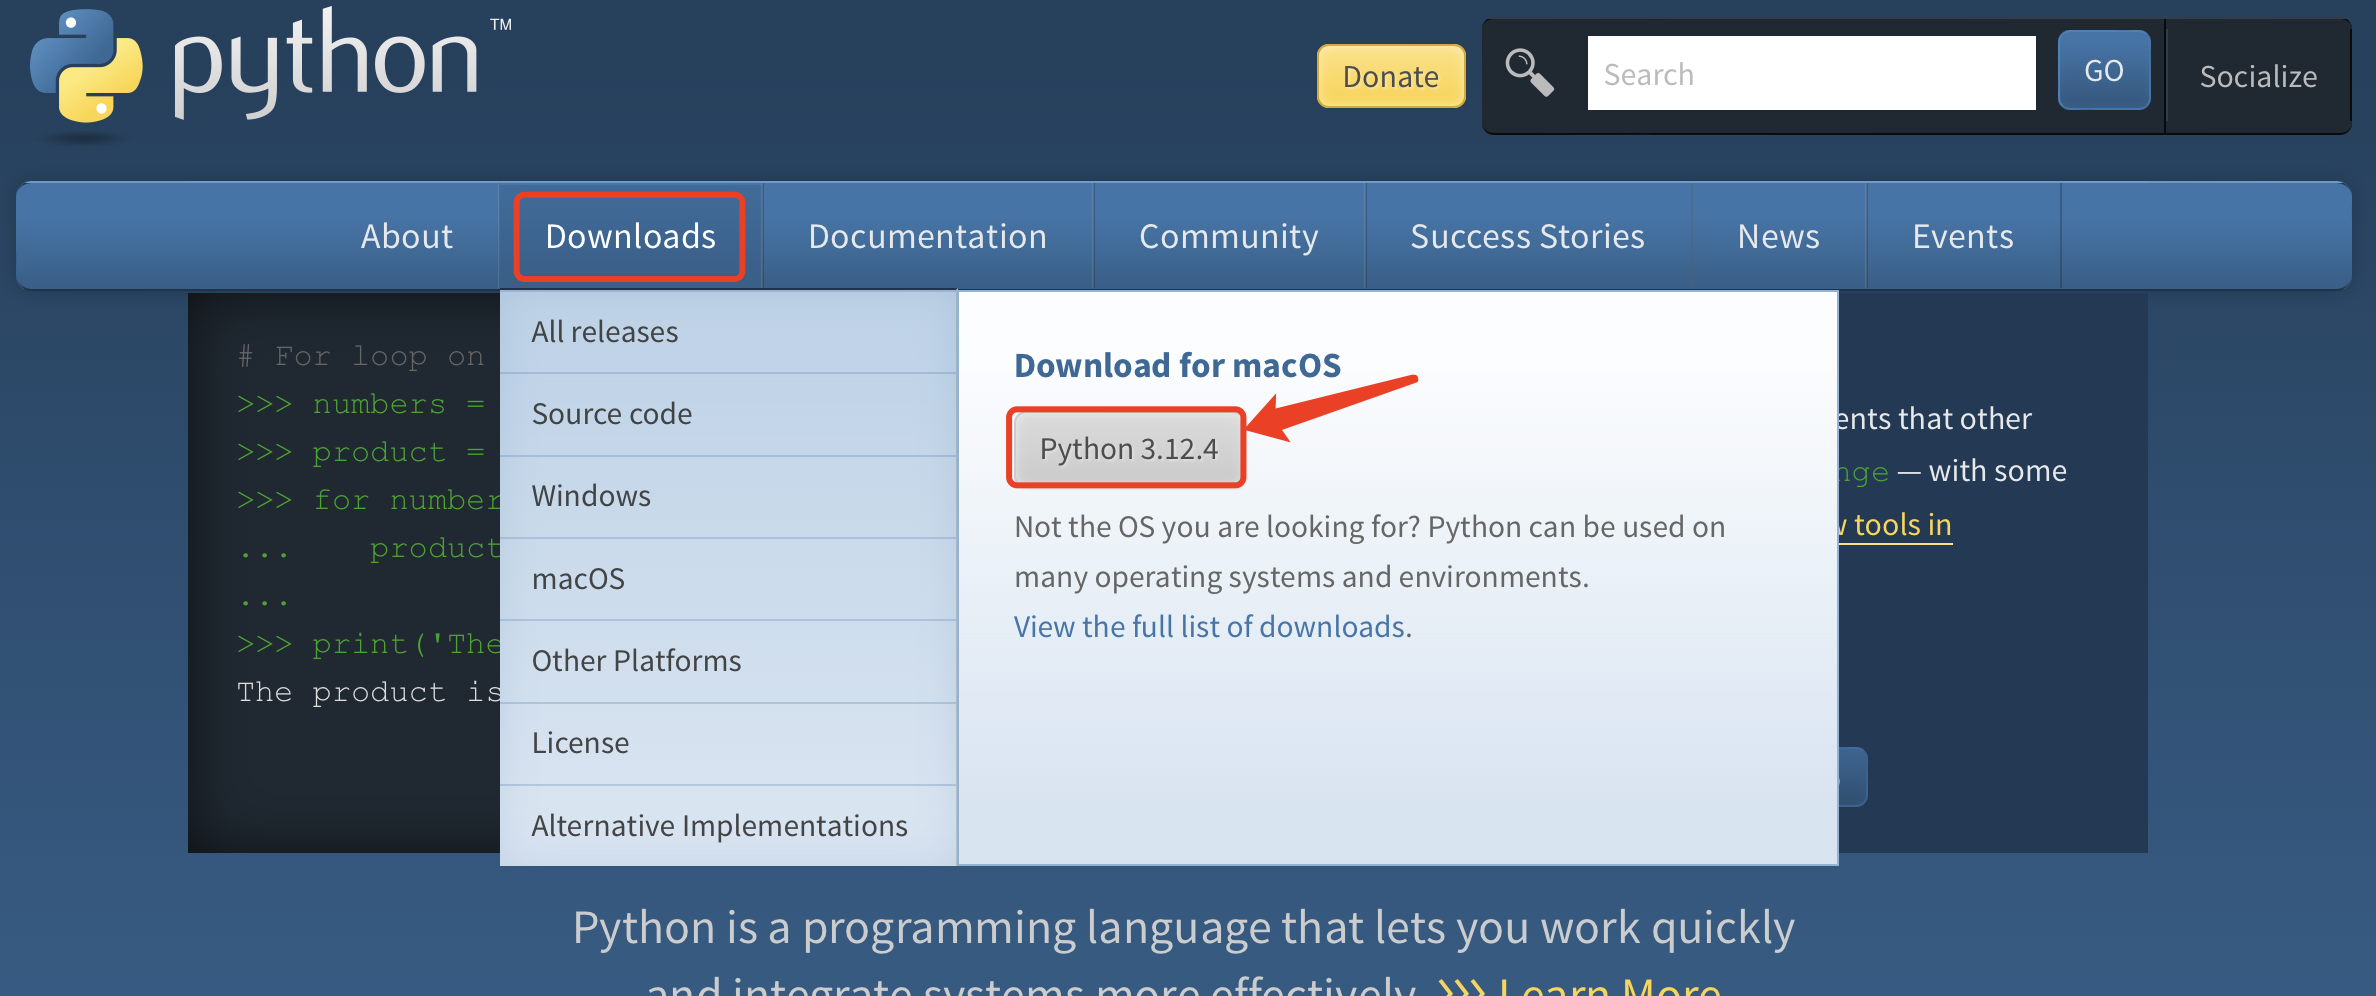 python™
Donate
Search
GO
Socialize
About
Downloads
Documentation
Community
Success Stories
News
Events
# For loop on
>>> numbers =
>>> product =
>>> for number
...    product
...
>>> print('The
The product is
All releases
Source code
Windows
macOS
Other Platforms
License
Alternative Implementations
Download for macOS
Python 3.12.4
Not the OS you are looking for? Python can be used on
many operating systems and environments.
View the full list of downloads.
ents that other
nge — with some
tools in
Python is a programming language that lets you work quickly
and integrate systems more effectively. >>> Learn More